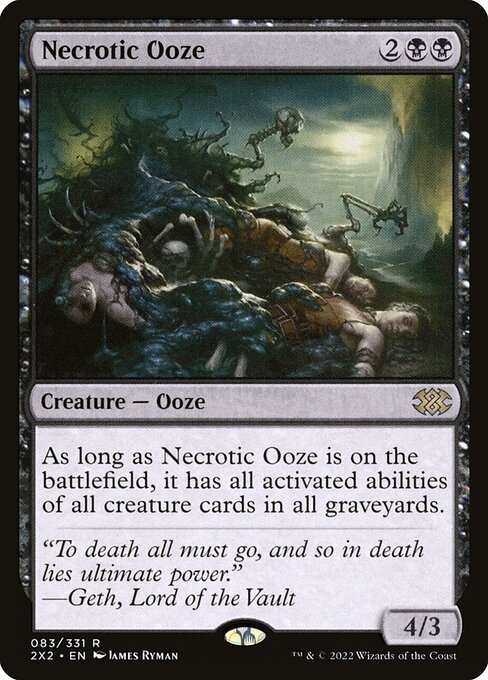 Necrotic Ooze 2
Creature — Ooze
As long as Necrotic Ooze is on the
battlefield, it has all activated abilities
of all creature cards in all graveyards.
“To death all must go, and so in death
lies ultimate power.”
—Geth, Lord of the Vault
4/3
083/331 R
2X2 • EN James Ryman
™ & © 2022 Wizards of the Coast